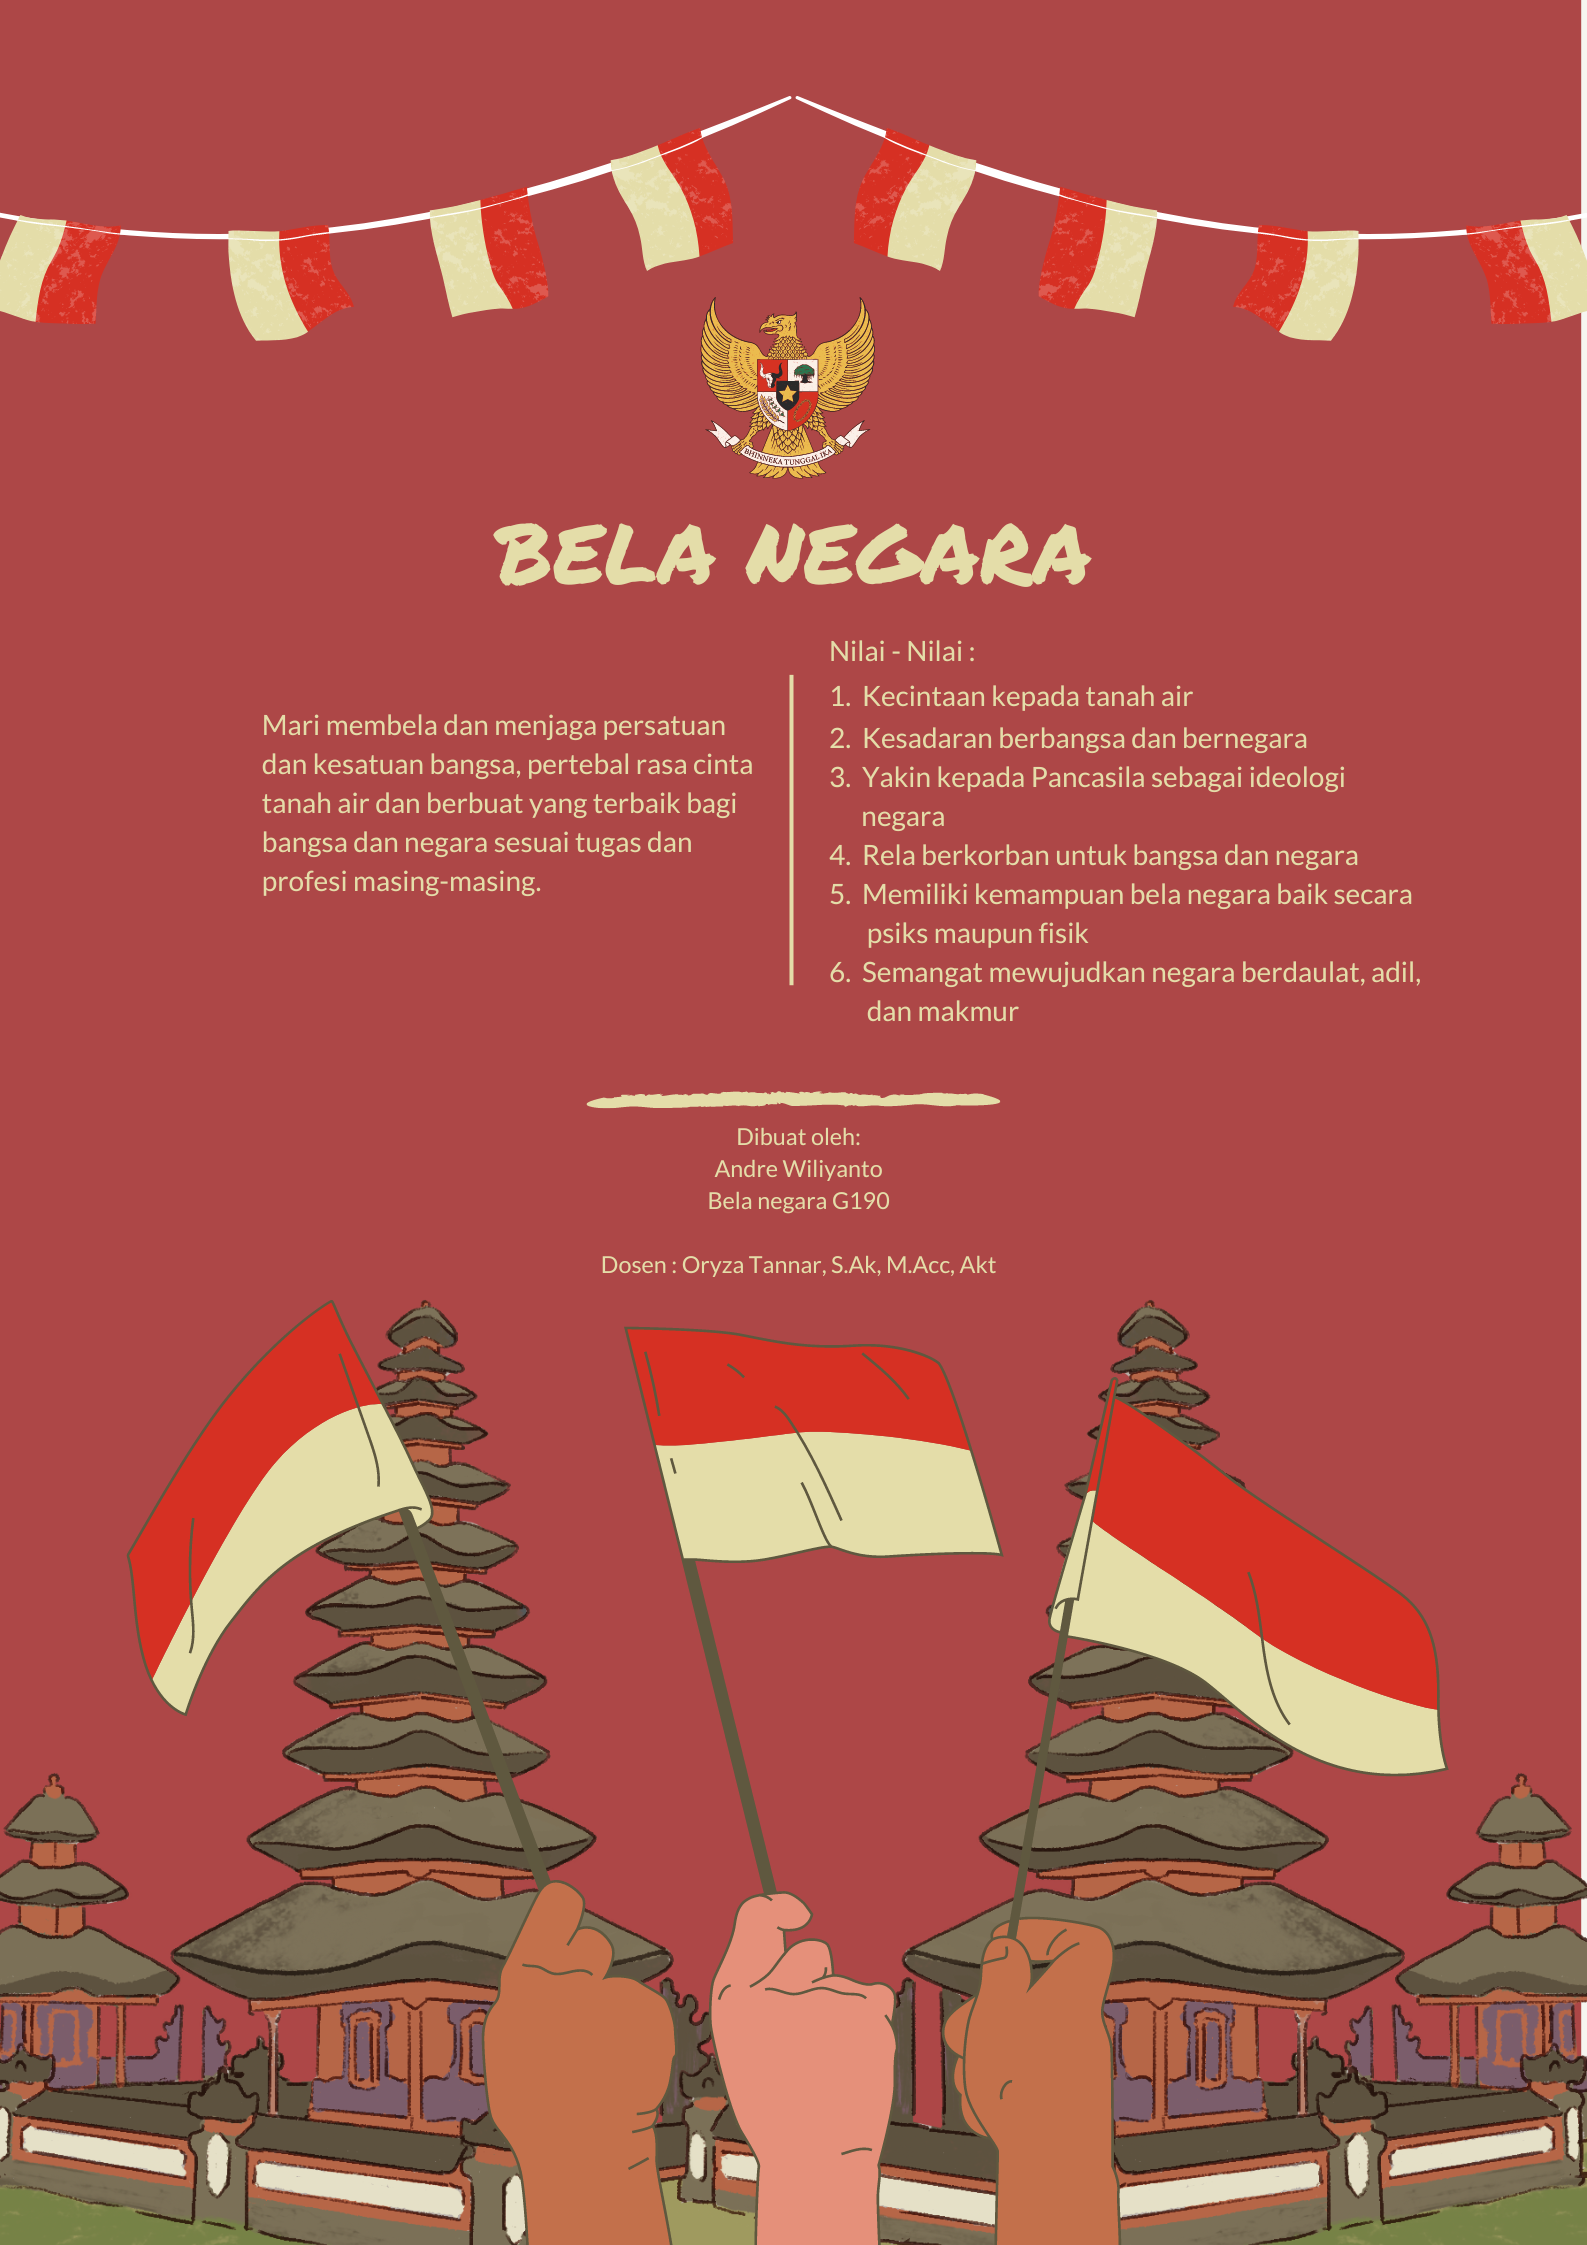 BHINNEKA TUNGGAL IKA
BELA NEGARA
Mari membela dan menjaga persatuan
dan kesatuan bangsa, pertebal rasa cinta
tanah air dan berbuat yang terbaik bagi
bangsa dan negara sesuai tugas dan
profesi masing-masing.
Nilai - Nilai :
1. Kecintaan kepada tanah air
2. Kesadaran berbangsa dan bernegara
3. Yakin kepada Pancasila sebagai ideologi
negara
4. Rela berkorban untuk bangsa dan negara
5. Memiliki kemampuan bela negara baik secara
psiks maupun fisik
6. Semangat mewujudkan negara berdaulat, adil,
dan makmur
Dibuat oleh:
Andre Wiliyanto
Bela negara G190
Dosen : Oryza Tannar, S.Ak, M.Acc, Akt